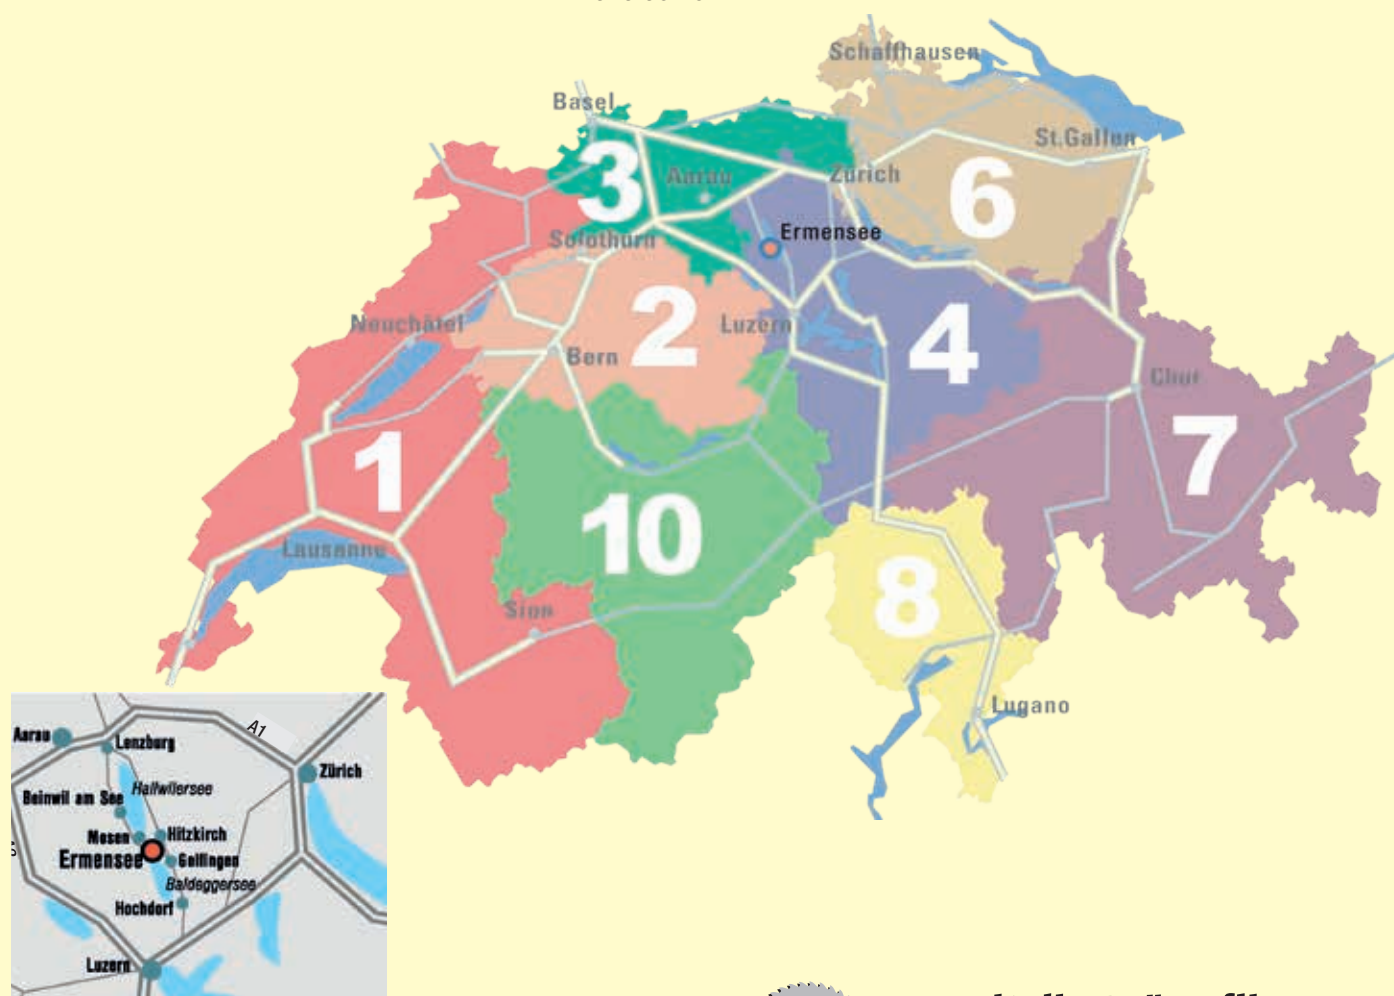 Schaffhausen
Basel
St.Gallen
3
Aarau
Zürich
6
Solothurn
Ermensee
2
Neuchâtel
Luzern
4
Bern
Chur
1
7
10
Lausanne
8
Sion
Lugano
A1
Aarau
Lenzburg
Zürich
Hallwilersee
Beinwil am See
Mosen
Hitzkirch
Ermensee
Gelfingen
Baldeggersee
Hochdorf
Luzern